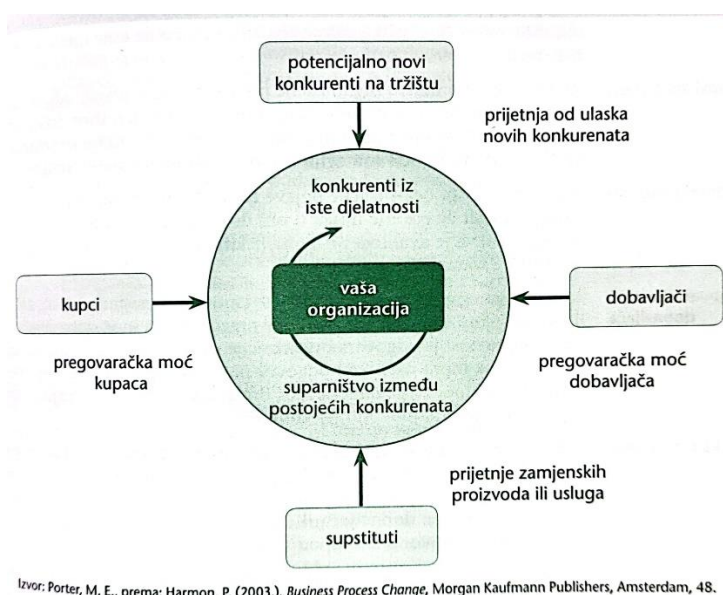 potencijalno novi
konkurenti na tržištu
prijetnja od ulaska
novih konkurenata
konkurenti iz
iste djelatnosti
kupci
vaša
organizacija
dobavljači
pregovaračka moć
kupaca
pregovaračka moć
dobavljača
suparništvo između
postojećih konkurenata
prijetnje zamjenskih
proizvoda ili usluga
supstituti
Izvor: Porter, M. E., prema: Harmon, P. (2003.). Business Process Change, Morgan Kaufmann Publishers, Amsterdam, 48.